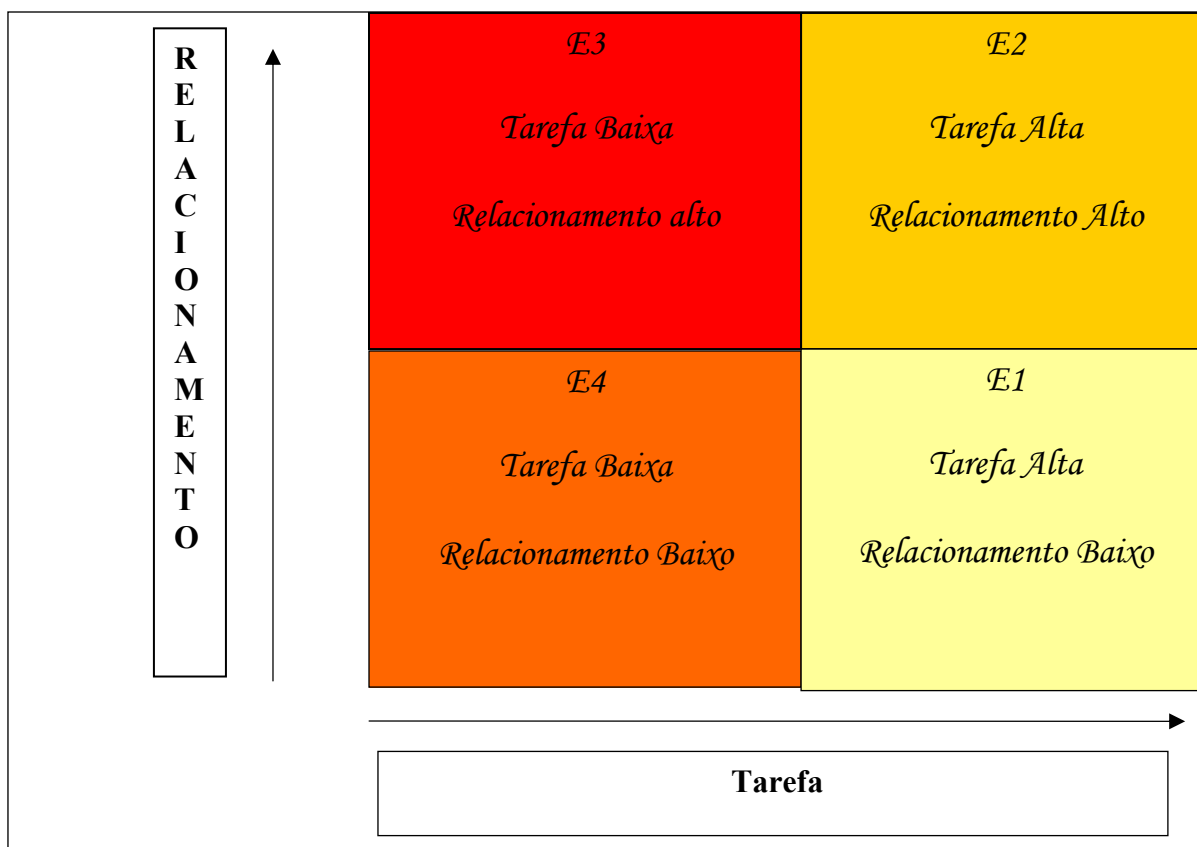 RELACIONAMENTO
E3
Tarefa Baixa
Relacionamento alto
E2
Tarefa Alta
Relacionamento Alto
E4
Tarefa Baixa
Relacionamento Baixo
E1
Tarefa Alta
Relacionamento Baixo
Tarefa